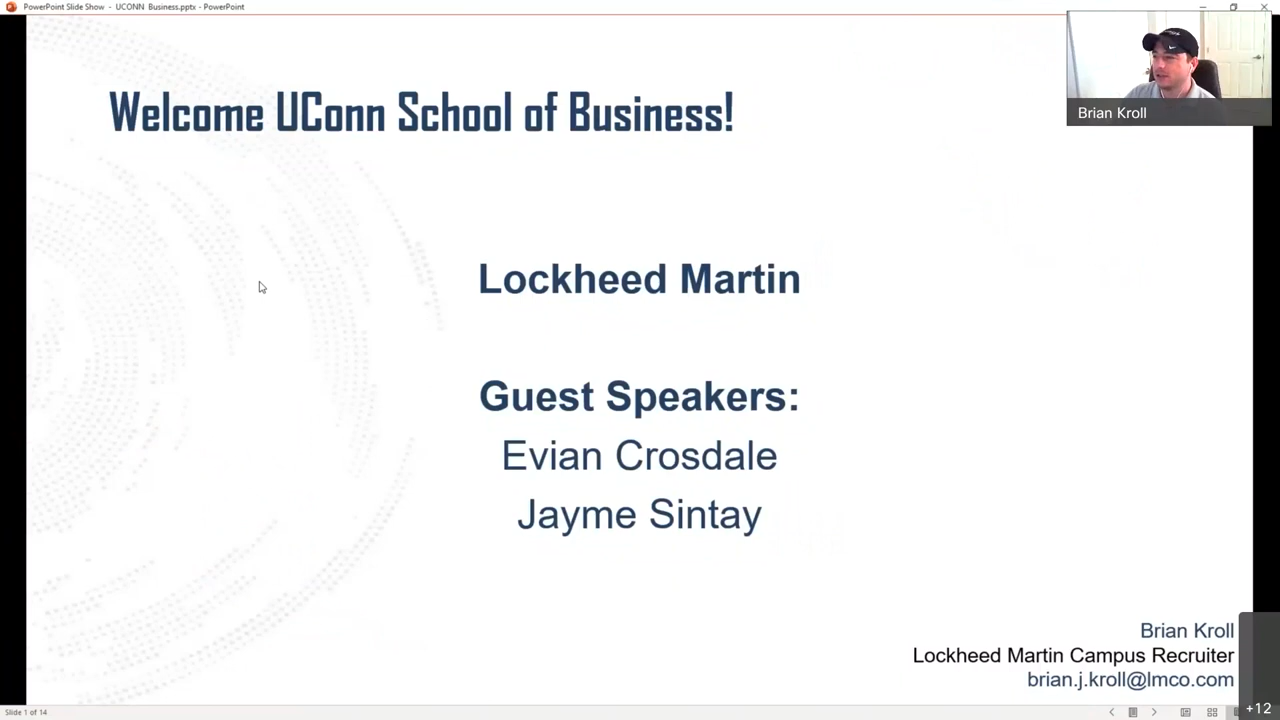 PowerPoint Slide Show - UCONN Business.pptx - PowerPoint
Brian Kroll
Welcome UConn School of Business!
Lockheed Martin
Guest Speakers:
Evian Crosdale
Jayme Sintay
Brian Kroll
Lockheed Martin Campus Recruiter
brian.j.kroll@lmco.com
Slide 1 of 14
+12